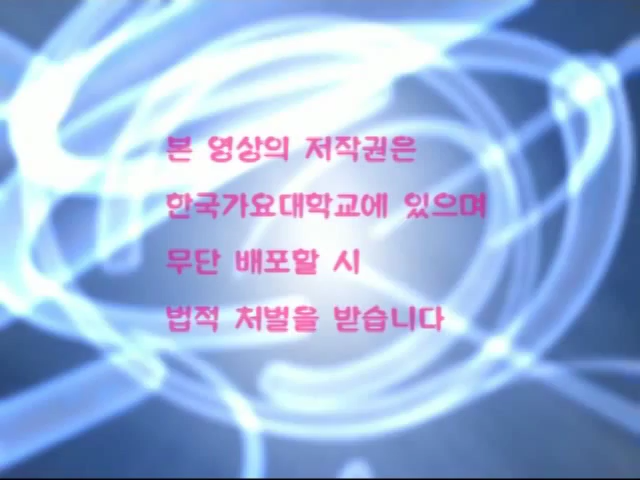 본 영상의 저작권은
한국가요대학교에 있으며
무단 배포할 시
법적 처벌을 받습니다